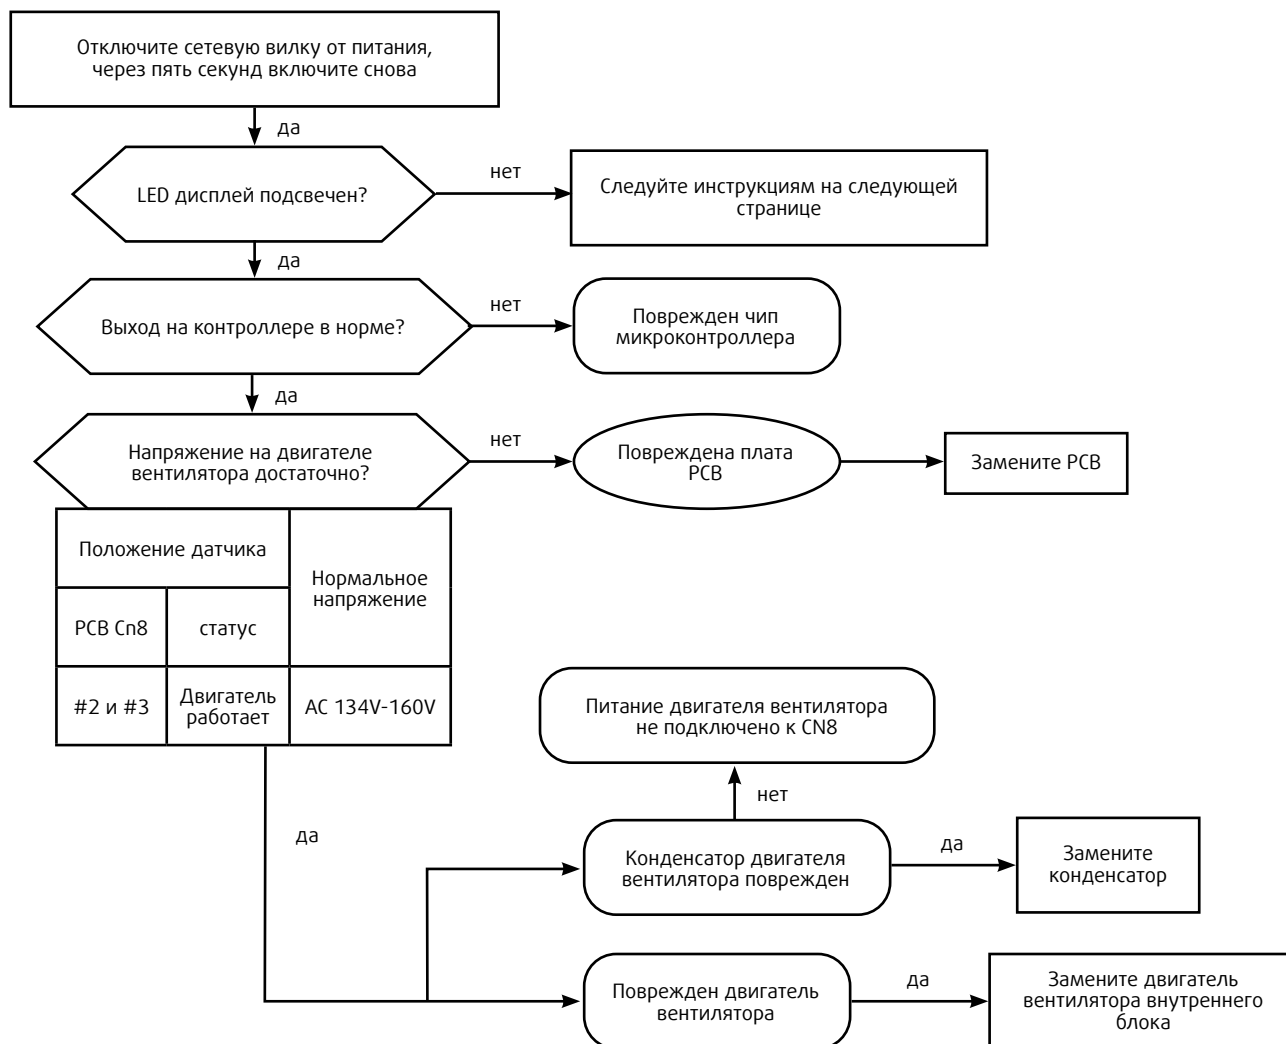 Отключите сетевую вилку от питания,
через пять секунд включите снова
да
LED дисплей подсвечен?
нет
Следуйте инструкциям на следующей
странице
да
Выход на контроллере в норме?
нет
Поврежден чип
микроконтроллера
да
Напряжение на двигателе
вентилятора достаточно?
нет
Повреждена плата
PCB
Замените PCB
Положение датчика
Нормальное
напряжение
PCB Cn8
статус
#2 и #3
Двигатель
работает
AC 134V-160V
Питание двигателя вентилятора
не подключено к CN8
нет
да
Конденсатор двигателя
вентилятора поврежден
да
Замените
конденсатор
Поврежден двигатель
вентилятора
да
Замените двигатель
вентилятора внутреннего
блока